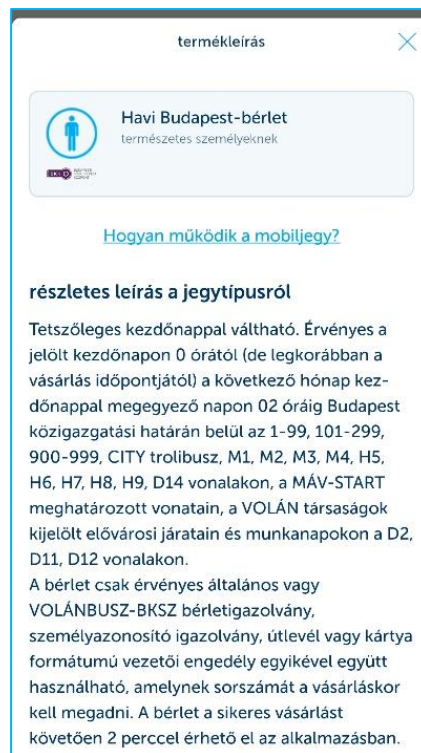 termékleírás
Havi Budapest-bérlet
természetes személyeknek
Hogyan működik a mobiljegy?
részletes leírás a jegytípusról
Tetszőleges kezdőnappal váltható. Érvényes a
jelölt kezdőnapon 0 órától (de legkorábban a
vásárlás időpontjától) a következő hónap kez-
dőnappal megegyező napon 02 óráig Budapest
közigazgatási határán belül az 1-99, 101-299,
900-999, CITY trolibusz, M1, M2, M3, M4, H5,
H6, H7, H8, H9, D14 vonalakon, a MÁV-START
meghatározott vonatain, a VOLÁN társaságok
kijelölt elővárosi járatain és munkanapokon a D2,
D11, D12 vonalakon.
A bérlet csak érvényes általános vagy
VOLÁNBUSZ-BKSZ bérletigazolvány,
személyazonosító igazolvány, útlevél vagy kártya
formátumú vezetői engedély egyikével együtt
használható, amelynek sorszámát a vásárláskor
kell megadni. A bérlet a sikeres vásárlást
követően 2 perccel érhető el az alkalmazásban.